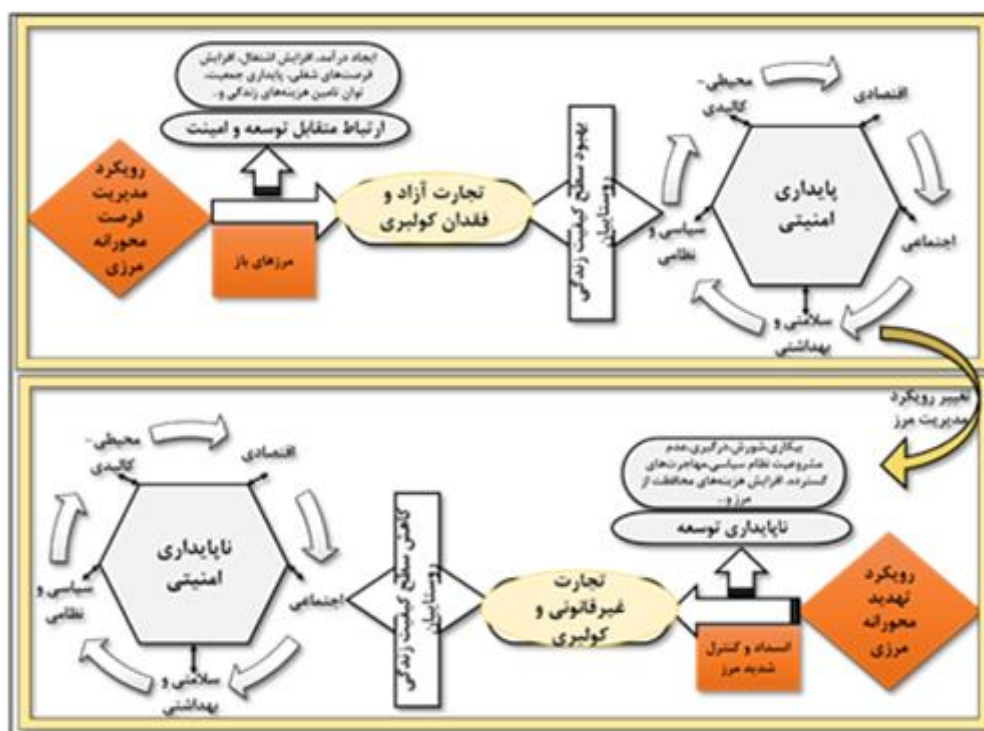 ایجاد درآمد، افزایش اشتغال، افزایش
فرصت‌های شغلی، پایداری جمعیت،
توان تامین هزینه‌های زندگی و...
ارتباط متقابل توسعه و امینت
رویکرد
مدیریت
فرصت
محورانه
مرزی
مرزهای باز
تجارت آزاد و
فقدان کولبری
بهبود سطح کیفیت زندگی
روستاییان
پایداری
امنیتی
محیطی-
کالبدی
اقتصادی
اجتماعی
سلامتی و
بهداشتی
سیاسی و
نظامی
تغییر رویکرد
مدیریت مرز
رویکرد
تهدید
محورانه
مرزی
انسداد و کنترل
شدید مرز
بیکاری،شورش،درگیری،عدم
مشروعیت نظام سیاسی،مهاجرت‌های
گسترده، افزایش هزینه‌های محافظت از
مرز و...
ناپایداری توسعه
تجارت
غیرقانونی و
کولبری
کاهش سطح کیفیت زندگی
روستاییان
ناپایداری
امنیتی
محیطی-
کالبدی
اقتصادی
اجتماعی
سلامتی و
بهداشتی
سیاسی و
نظامی